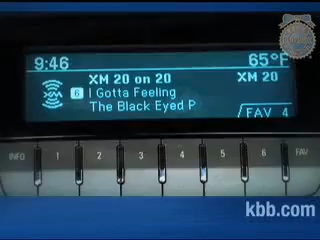 9:46 65°F
XM 20 on 20 XM 20
XM
6 I Gotta Feeling
The Black Eyed P
FAV 4
INFO 1 2 3 4 5 6 FAV
kbb.com